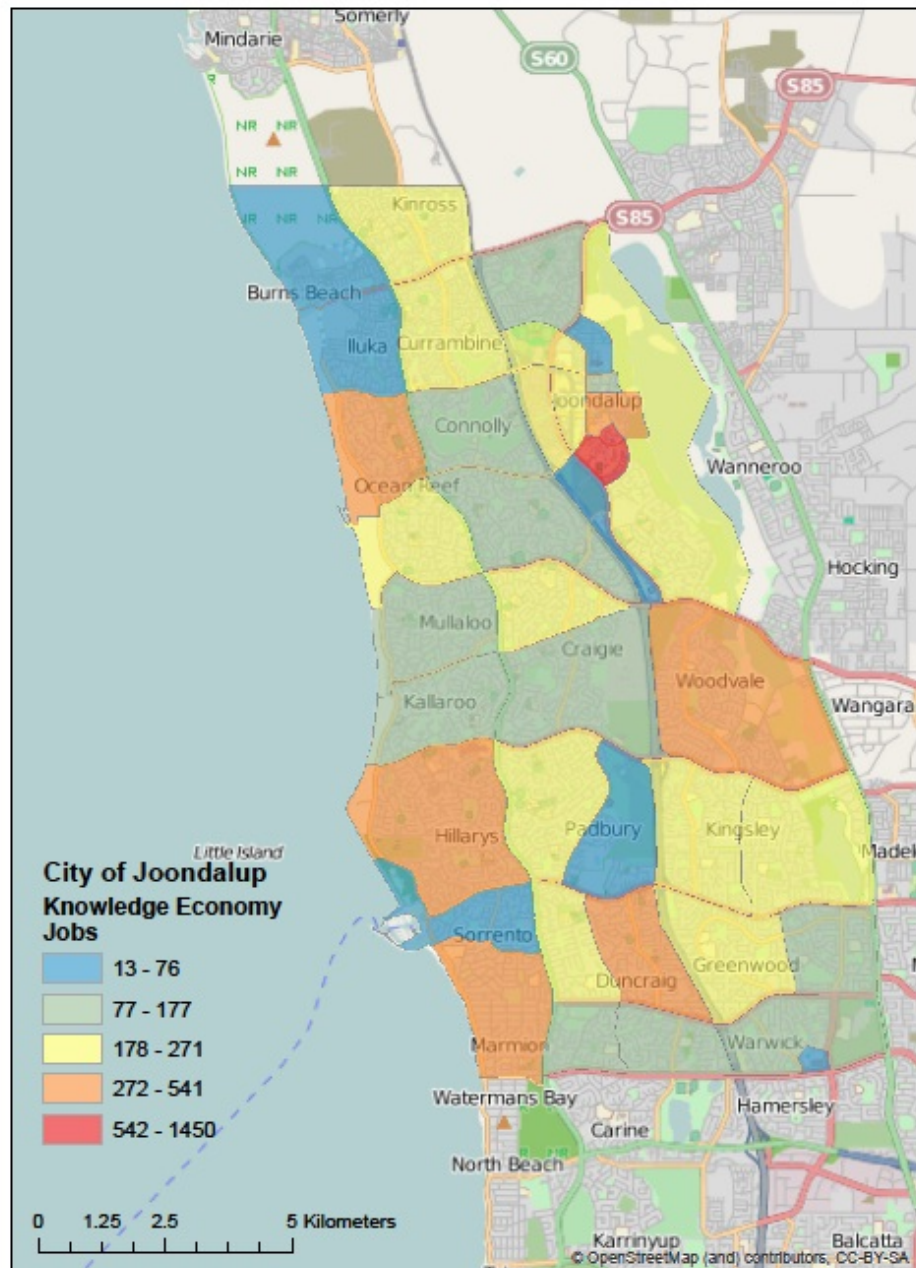 Somerly
Mindarie
S60
S85
NR NR
NR NR
NR N
Kinross
S85
Burns Beach
Iluka
Currambine
Joondalup
Connolly
Wanneroo
Ocean Reef
Hocking
Mullaloo
Craigie
Woodvale
Kallaroo
Wangara
Hillarys
Padbury
Kingsley
Little Island
Madel
City of Joondalup
Knowledge Economy
Jobs
13 - 76
77 - 177
178 - 271
272 - 541
542 - 1450
Sorrento
Duncraig
Greenwood
Marmion
Warwick
Watermans Bay
Hamersley
Carine
North Beach
0 1.25 2.5 5 Kilometers
Karrinyup
Balcatta
© OpenStreetMap (and) contributors, CC-BY-SA